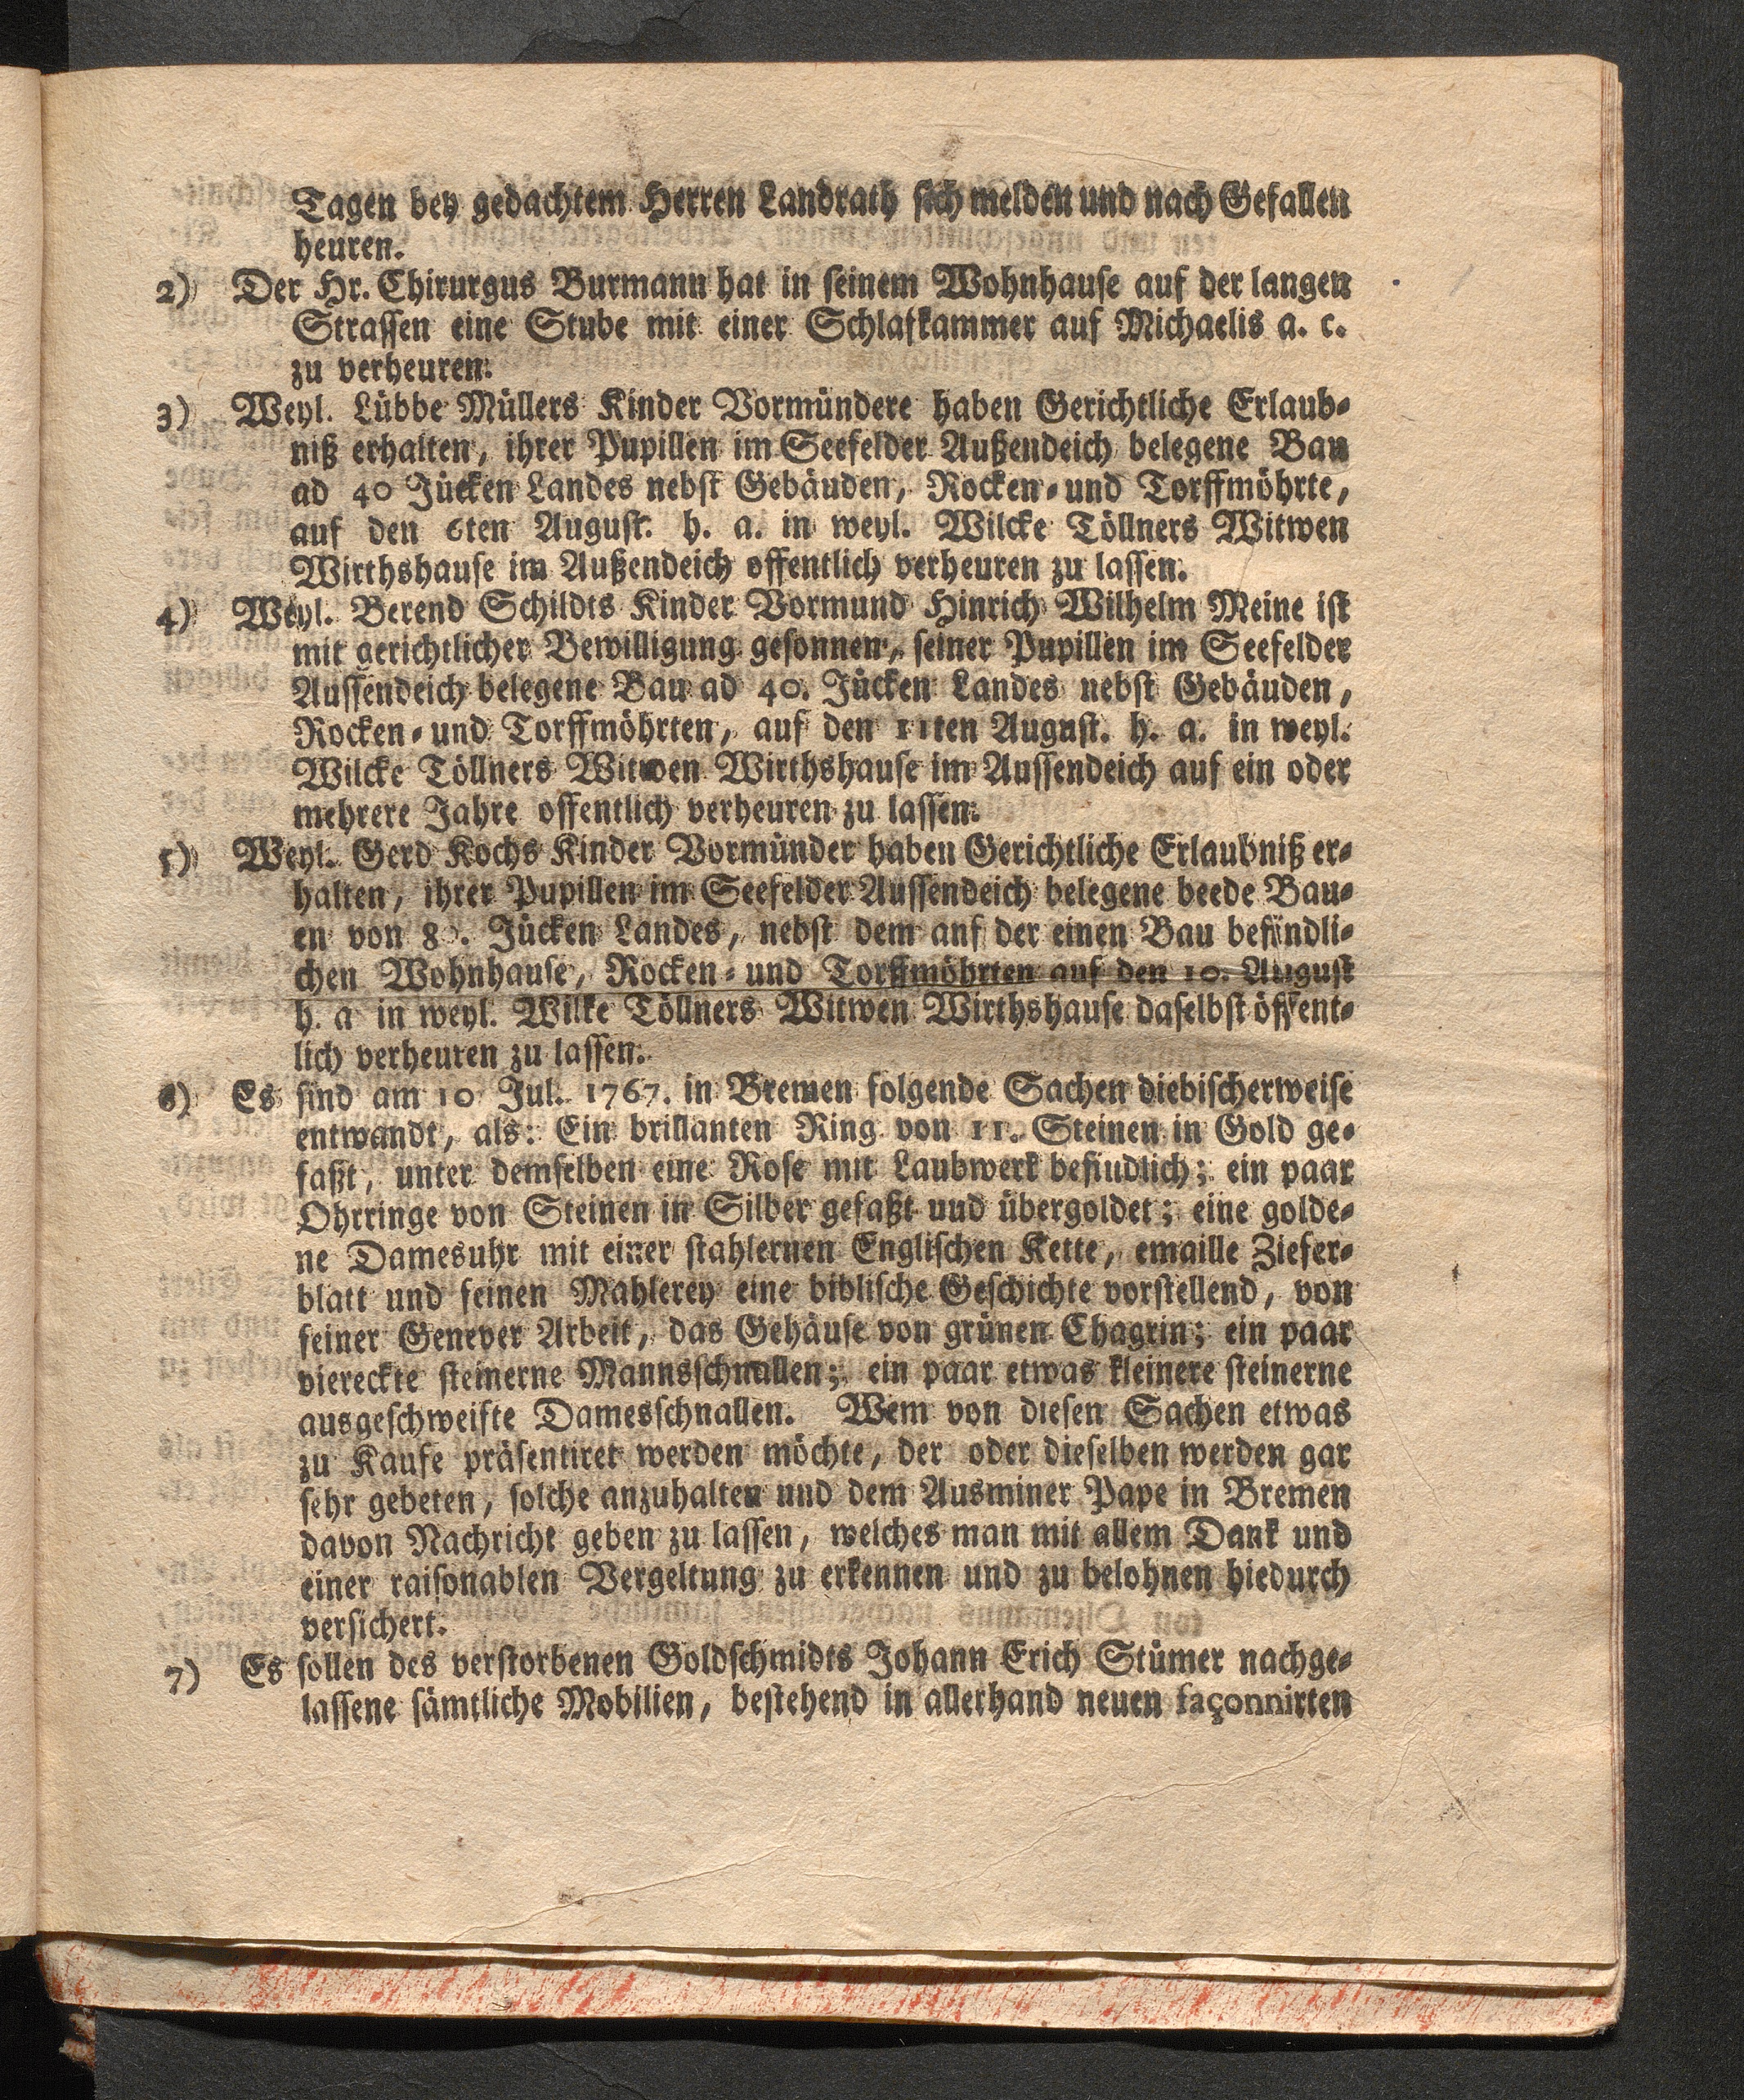 Tagen bey gedachtem Herren Landrath sich melden und nach Gefallen
heuren.
2) Der Hr. Chirurgus Burmann hat in seinem Wohnhause auf der langen
Strassen eine Stube mit einer Schlafkammer auf Michaelis a. c.
zu verheuren.
3) Weyl. Lübbe Müllers Kinder Vormündere haben Gerichtliche Erlaub-
niß erhalten, ihrer Pupillen im Seefelder Außendeich belegene Bau
ad 40 Jücken Landes nebst Gebäuden, Rocken- und Torffmöhrte,
auf den 6ten August. h. a. in weyl. Wilcke Töllners Witwen
Wirthshause im Außendeich offentlich verheuren zu lassen.
4) Weyl. Berend Schildts Kinder Vormund Hinrich Wilhelm Meine ist
mit gerichtlicher Bewilligung gesonnen, seiner Pupillen im Seefelder
Aussendeich belegene Bau ad 40. Jücken Landes nebst Gebäuden,
Rocken- und Torffmöhrten, auf den 11ten August. h. a. in weyl.
Wilcke Töllners Witwen Wirthshause im Aussendeich auf ein oder
mehrere Jahre offentlich verheuren zu lassen.
5) Weyl. Gerd Kochs Kinder Vormünder haben Gerichtliche Erlaubniß er-
halten, ihrer Pupillen im Seefelder Aussendeich belegene beede Bau-
en von 80. Jücken Landes, nebst dem anf der einen Bau befindli-
chen Wohnhause, Rocken- und Torffmöhrten auf den 10. August
h. a in weyl. Wilke Töllners Witwen Wirthshause daselbst öffent-
lich verheuren zu lassen.
6) Es sind am 10 Jul. 1767. in Bremen folgende Sachen diebischerweise
entwandt, als: Ein brillanten Ring von 11. Steinen in Gold ge-
faßt, unter demselben eine Rose mit Laubwerk befindlich; ein paar
Ohrringe von Steinen in Silber gefaßt und übergoldet; eine golde-
ne Damesuhr mit einer stahlernen Englischen Kette, emaille Ziefer-
blatt und feinen Mahlerey eine biblische Geschichte vorstellend, von
feiner Genever Arbeit, das Gehäuse von grünen Chagrin; ein paar
viereckte steinerne Mannsschnallen; ein paar etwas kleinere steinerne
ausgeschweifte Damesschnallen. Wem von diesen Sachen etwas
zu Kaufe präsentiret werden möchte, der oder dieselben werden gar
sehr gebeten, solche anzuhalten und dem Ausminer Pape in Bremen
davon Nachricht geben zu lassen, welches man mit allem Dank und
einer raisonablen Vergeltung zu erkennen und zu belohnen hiedurch
versichert.
7) Es sollen des verstorbenen Goldschmidts Johann Erich Stümer nachge-
lassene sämtliche Mobilien, bestehend in allerhand neuen façonnirten